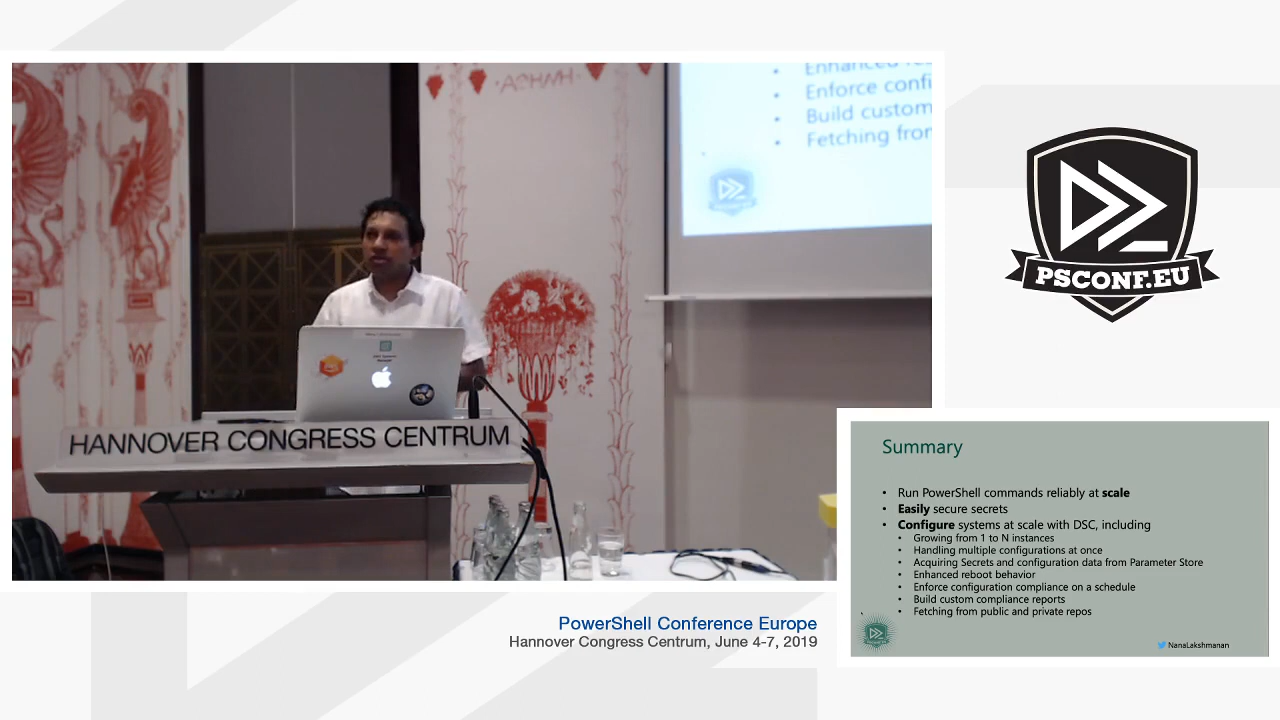 Enforce confi
Build custom
Fetching from
HANNOVER CONGRESS CENTRUM
PSCONF.EU
Summary
• Run PowerShell commands reliably at scale
• Easily secure secrets
• Configure systems at scale with DSC, including
• Growing from 1 to N instances
• Handling multiple configurations at once
• Acquiring Secrets and configuration data from Parameter Store
• Enhanced reboot behavior
• Enforce configuration compliance on a schedule
• Build custom compliance reports
• Fetching from public and private repos
NanaLakshmanan
PowerShell Conference Europe
Hannover Congress Centrum, June 4-7, 2019